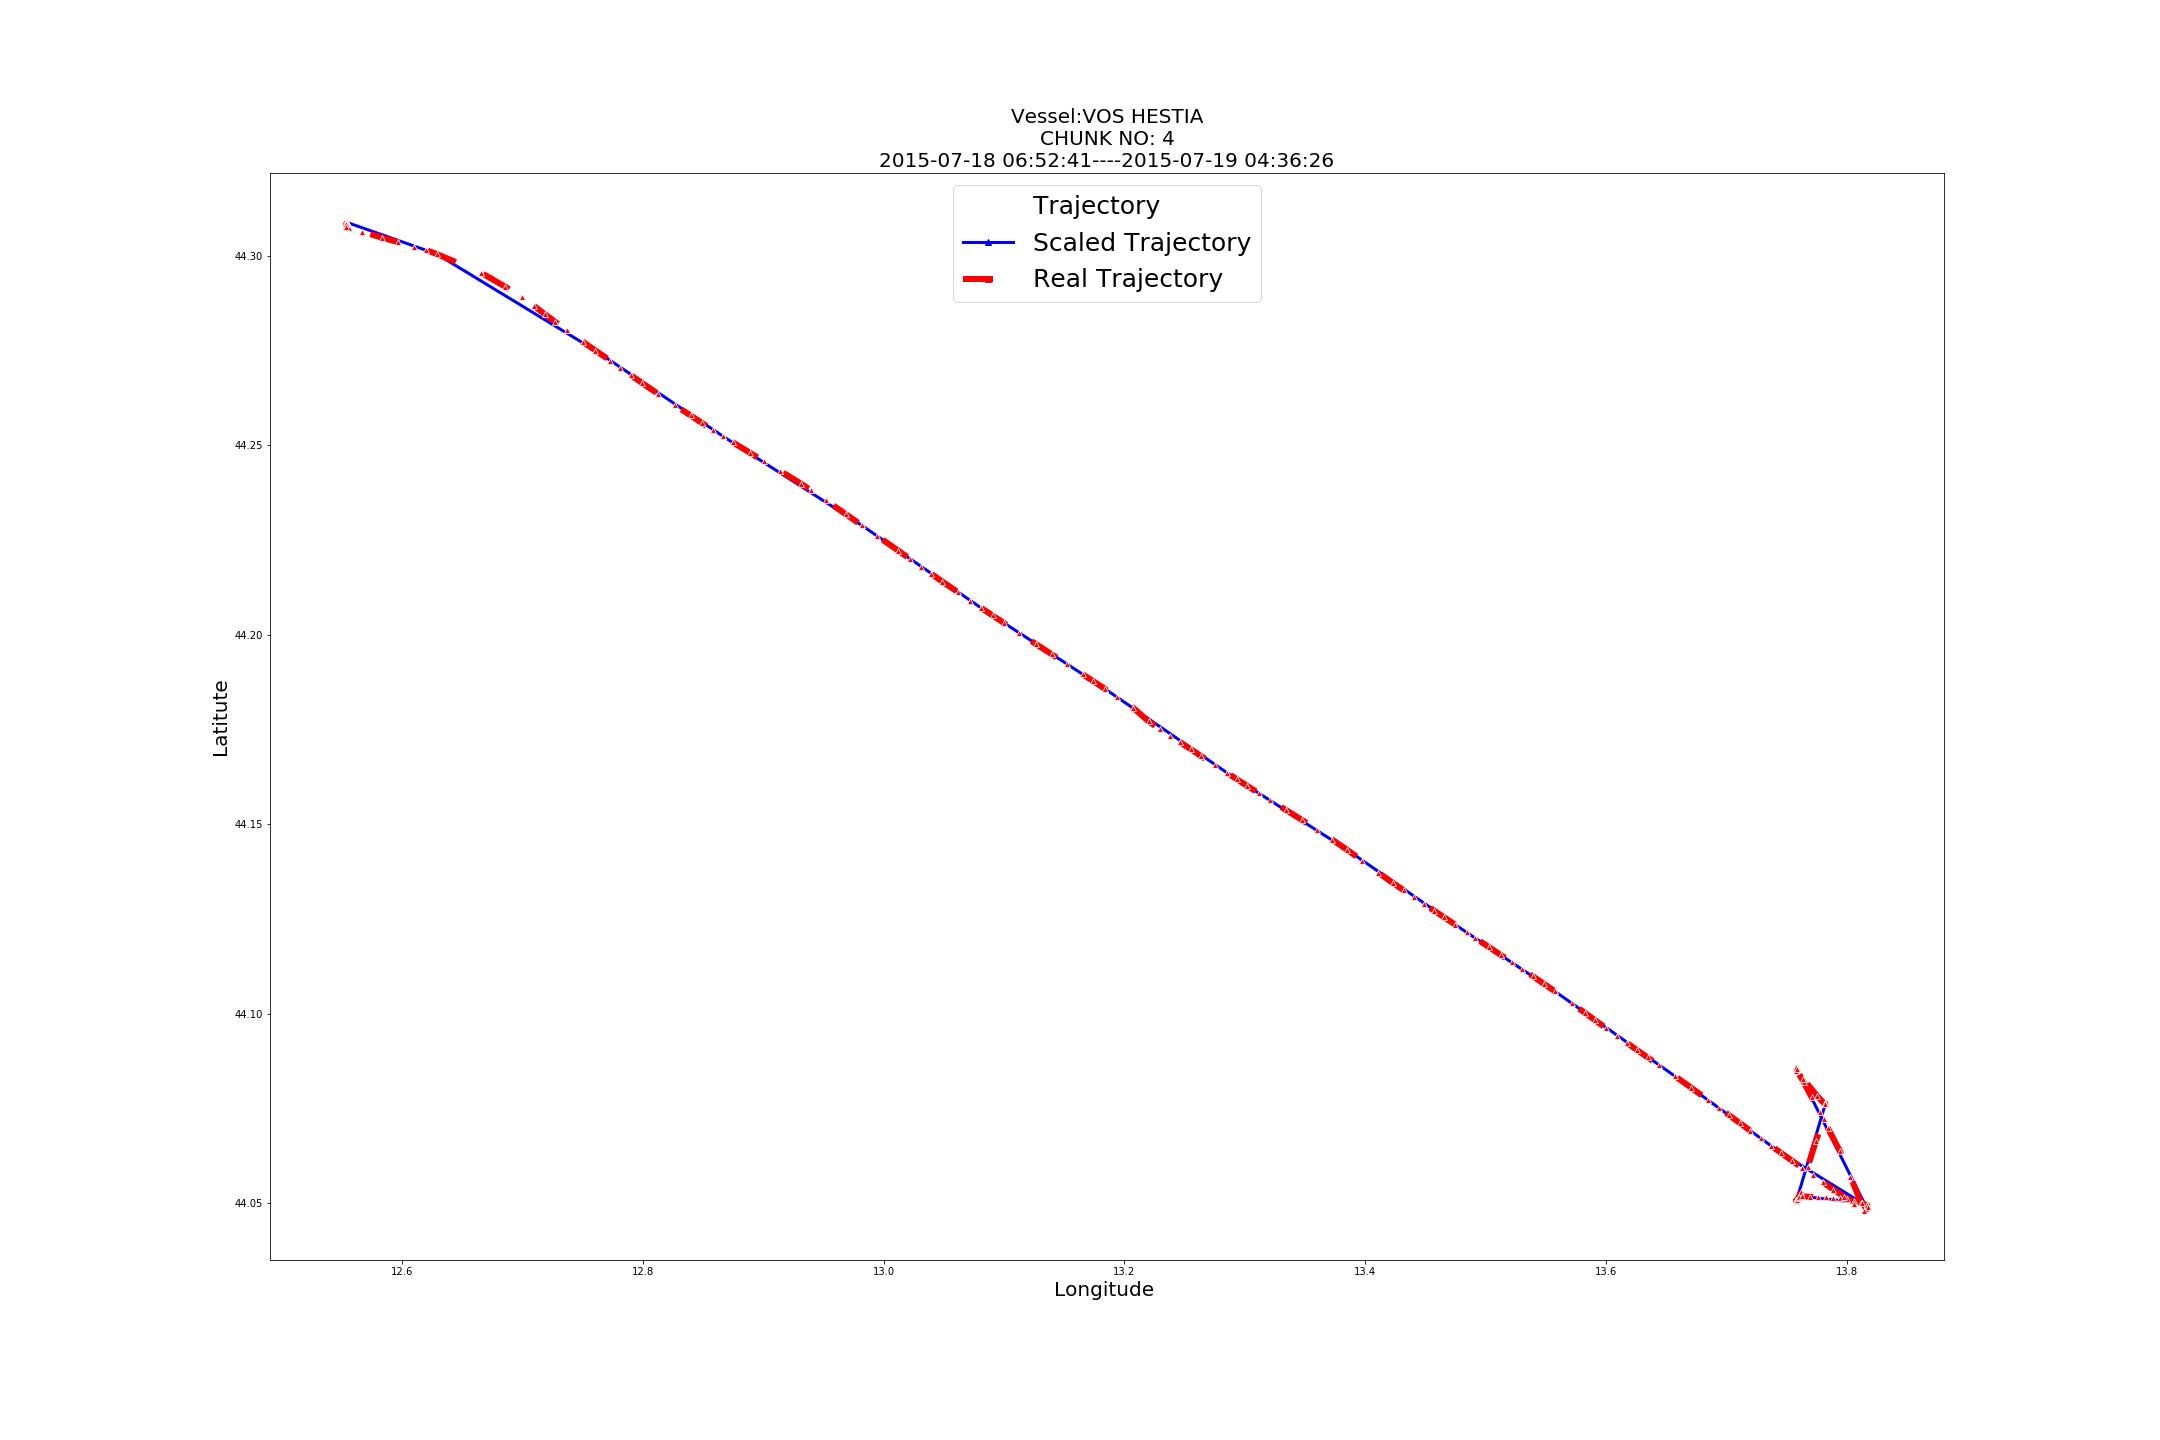 Vessel:VOS HESTIA
CHUNK NO: 4
2015-07-18 06:52:41----2015-07-19 04:36:26
Trajectory
Scaled Trajectory
Real Trajectory
44.30
44.25
44.20
44.15
44.10
44.05
Latitute
12.6 12.8 13.0 13.2 13.4 13.6 13.8
Longitude